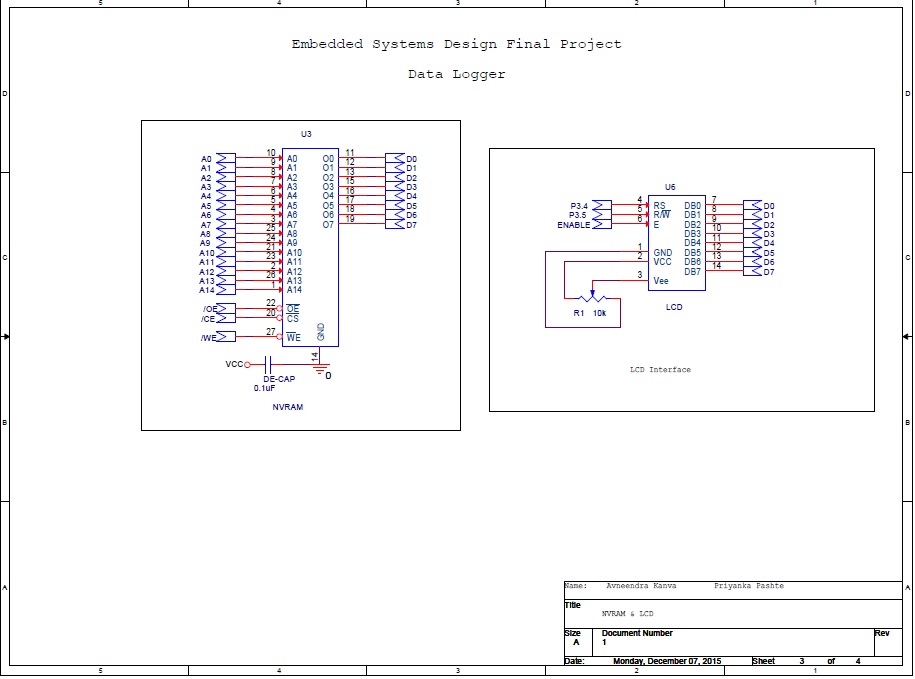 5 4 3 2 1
Embedded Systems Design Final Project
Data Logger
D D
U3
A0 10 A0 O0 11 D0
A1 9 A1 O1 12 D1
A2 8 A2 O2 13 D2
A3 7 A3 O3 15 D3
A4 6 A4 O4 16 D4
A5 5 A5 O5 17 D5
A6 4 A6 O6 18 D6
A7 3 A7 O7 19 D7
A8 25 A8
A9 24 A9
A10 21 A10
A11 23 A11
A12 2 A12
A13 26 A13
A14 1 A14
/OE 22 OE
/CE 20 CS
/WE 27 WE
GND
14
VCC
0
DE-CAP
0.1uF
NVRAM
U6
P3.4 4 RS DB0 7 D0
P3.5 5 R/W DB1 8 D1
ENABLE 6 E DB2 9 D2
DB3 10 D3
DB4 11 D4
1 GND DB5 12 D5
2 VCC DB6 13 D6
DB7 14 D7
3 Vee
R1 10k
LCD
LCD Interface
C C
B B
A A
Name: Avneendra Kanva Priyanka Pashte
Title
NVRAM & LCD
Size Document Number Rev
A 1
Date: Monday, December 07, 2015 Sheet 3 of 4
5 4 3 2 1